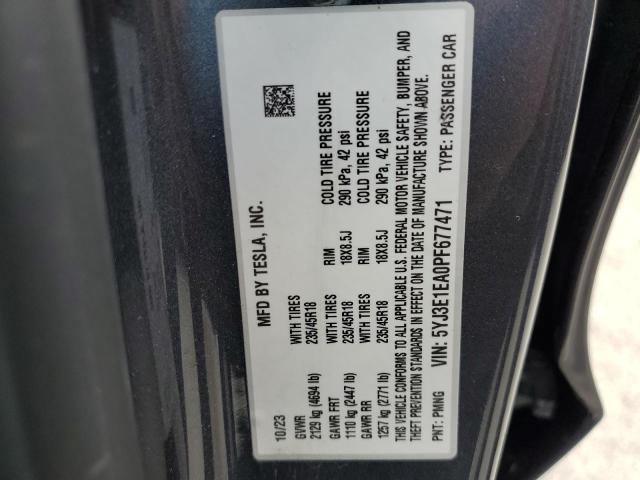 MFD BY TESLA, INC.
10/23
GVWR WITH TIRES RIM COLD TIRE PRESSURE
2129 kg (4694 lb) 235/45R18 18X8.5J 290 kPa, 42 psi
GAWR FRT WITH TIRES RIM COLD TIRE PRESSURE
1110 kg (2447 lb) 235/45R18 18X8.5J 290 kPa, 42 psi
GAWR RR WITH TIRES
1257 kg (2771 lb) 235/45R18
THIS VEHICLE CONFORMS TO ALL APPLICABLE U.S. FEDERAL MOTOR VEHICLE SAFETY, BUMPER, AND
THEFT PREVENTION STANDARDS IN EFFECT ON THE DATE OF MANUFACTURE SHOWN ABOVE.
PNT: PMNG VIN: 5YJ3E1EA0PF677471 TYPE: PASSENGER CAR